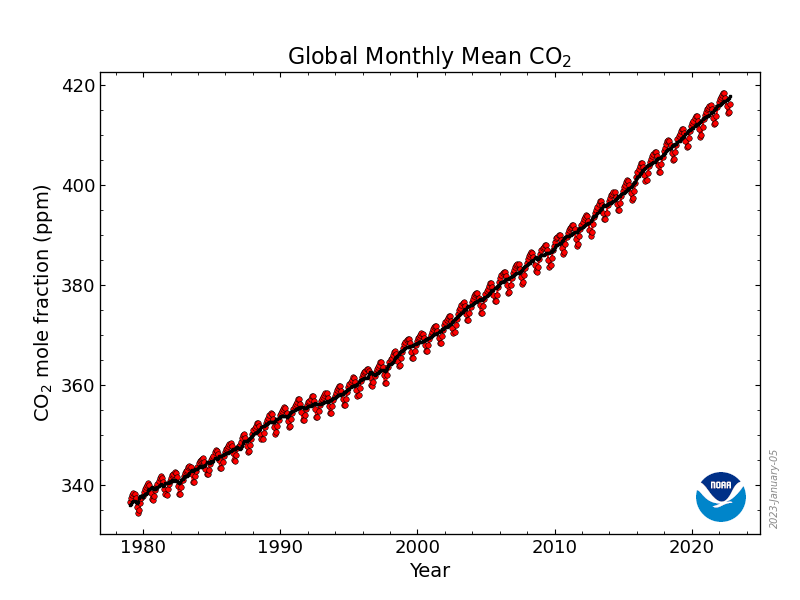 Global Monthly Mean CO₂
420
400
380
360
340
CO₂ mole fraction (ppm)
1980 1990 2000 2010 2020
Year
NOAA
2023-January-05